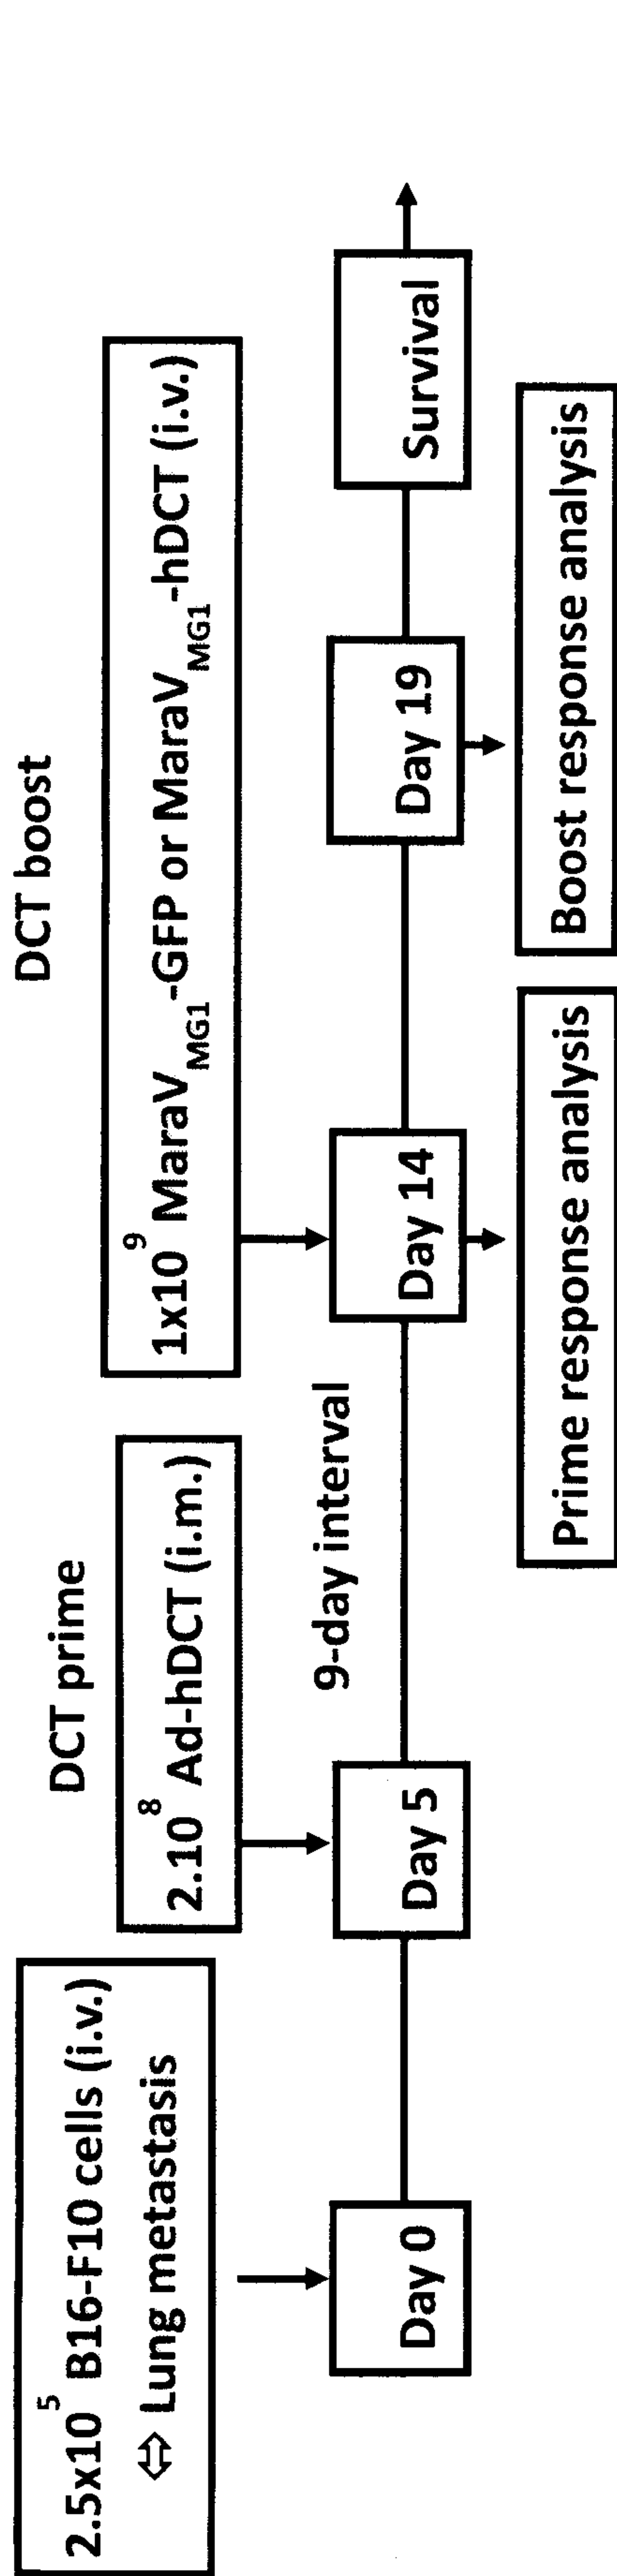 2.5x10⁵ B16-F10 cells (i.v.)
⇔ Lung metastasis
DCT prime
2.10⁸ Ad-hDCT (i.m.)
DCT boost
1x10⁹ MaraV_MG1-GFP or MaraV_MG1-hDCT (i.v.)
9-day interval
Day 0
Day 5
Day 14
Day 19
Survival
Prime response analysis
Boost response analysis